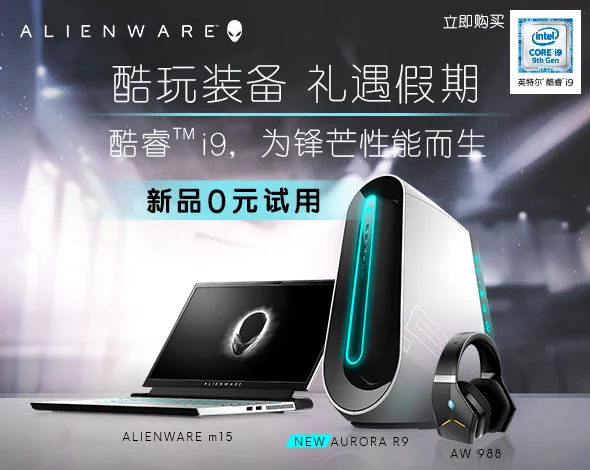 ALIENWARE™
立即购买
intel
CORE i9
9th Gen
英特尔® 酷睿™ i9
酷玩装备 礼遇假期
酷睿™ i9，为锋芒性能而生
新品0元试用
ALIENWARE
ALIENWARE m15
NEW AURORA R9
AW 988